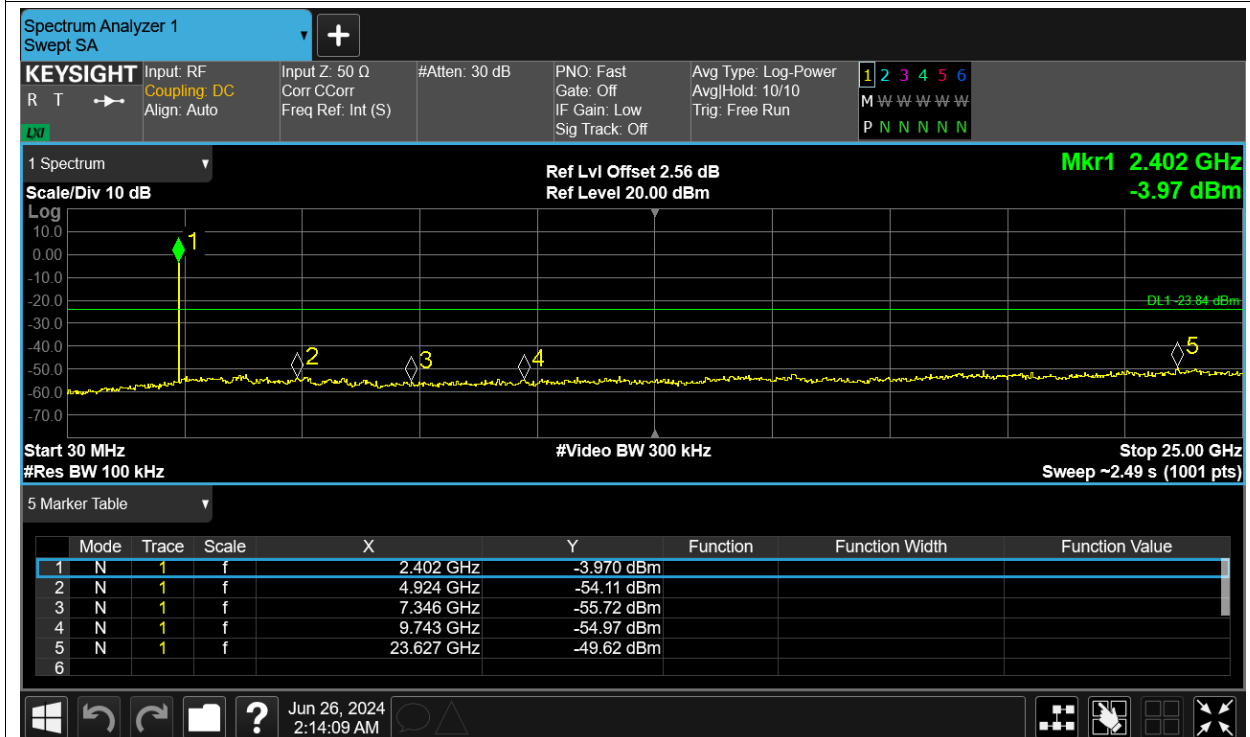 Spectrum Analyzer 1
Swept SA
+
KEYSIGHT
R T
LXI
Input: RF
Coupling: DC
Align: Auto
Input Z: 50 Ω
Corr CCorr
Freq Ref: Int (S)
#Atten: 30 dB
PNO: Fast
Gate: Off
IF Gain: Low
Sig Track: Off
Avg Type: Log-Power
Avg|Hold: 10/10
Trig: Free Run
1 2 3 4 5 6
M W W W W W W
P N N N N N N
1 Spectrum
Scale/Div 10 dB
Ref Lvl Offset 2.56 dB
Ref Level 20.00 dBm
Mkr1 2.402 GHz
-3.97 dBm
Log
10.0
0.00
-10.0
-20.0
-30.0
-40.0
-50.0
-60.0
-70.0
1
2
3
4
5
DL1 -23.84 dBm
Start 30 MHz
#Res BW 100 kHz
#Video BW 300 kHz
Stop 25.00 GHz
Sweep ~2.49 s (1001 pts)
5 Marker Table
Mode Trace Scale X Y Function Function Width Function Value
1 N 1 f 2.402 GHz -3.970 dBm
2 N 1 f 4.924 GHz -54.11 dBm
3 N 1 f 7.346 GHz -55.72 dBm
4 N 1 f 9.743 GHz -54.97 dBm
5 N 1 f 23.627 GHz -49.62 dBm
6
?
Jun 26, 2024
2:14:09 AM